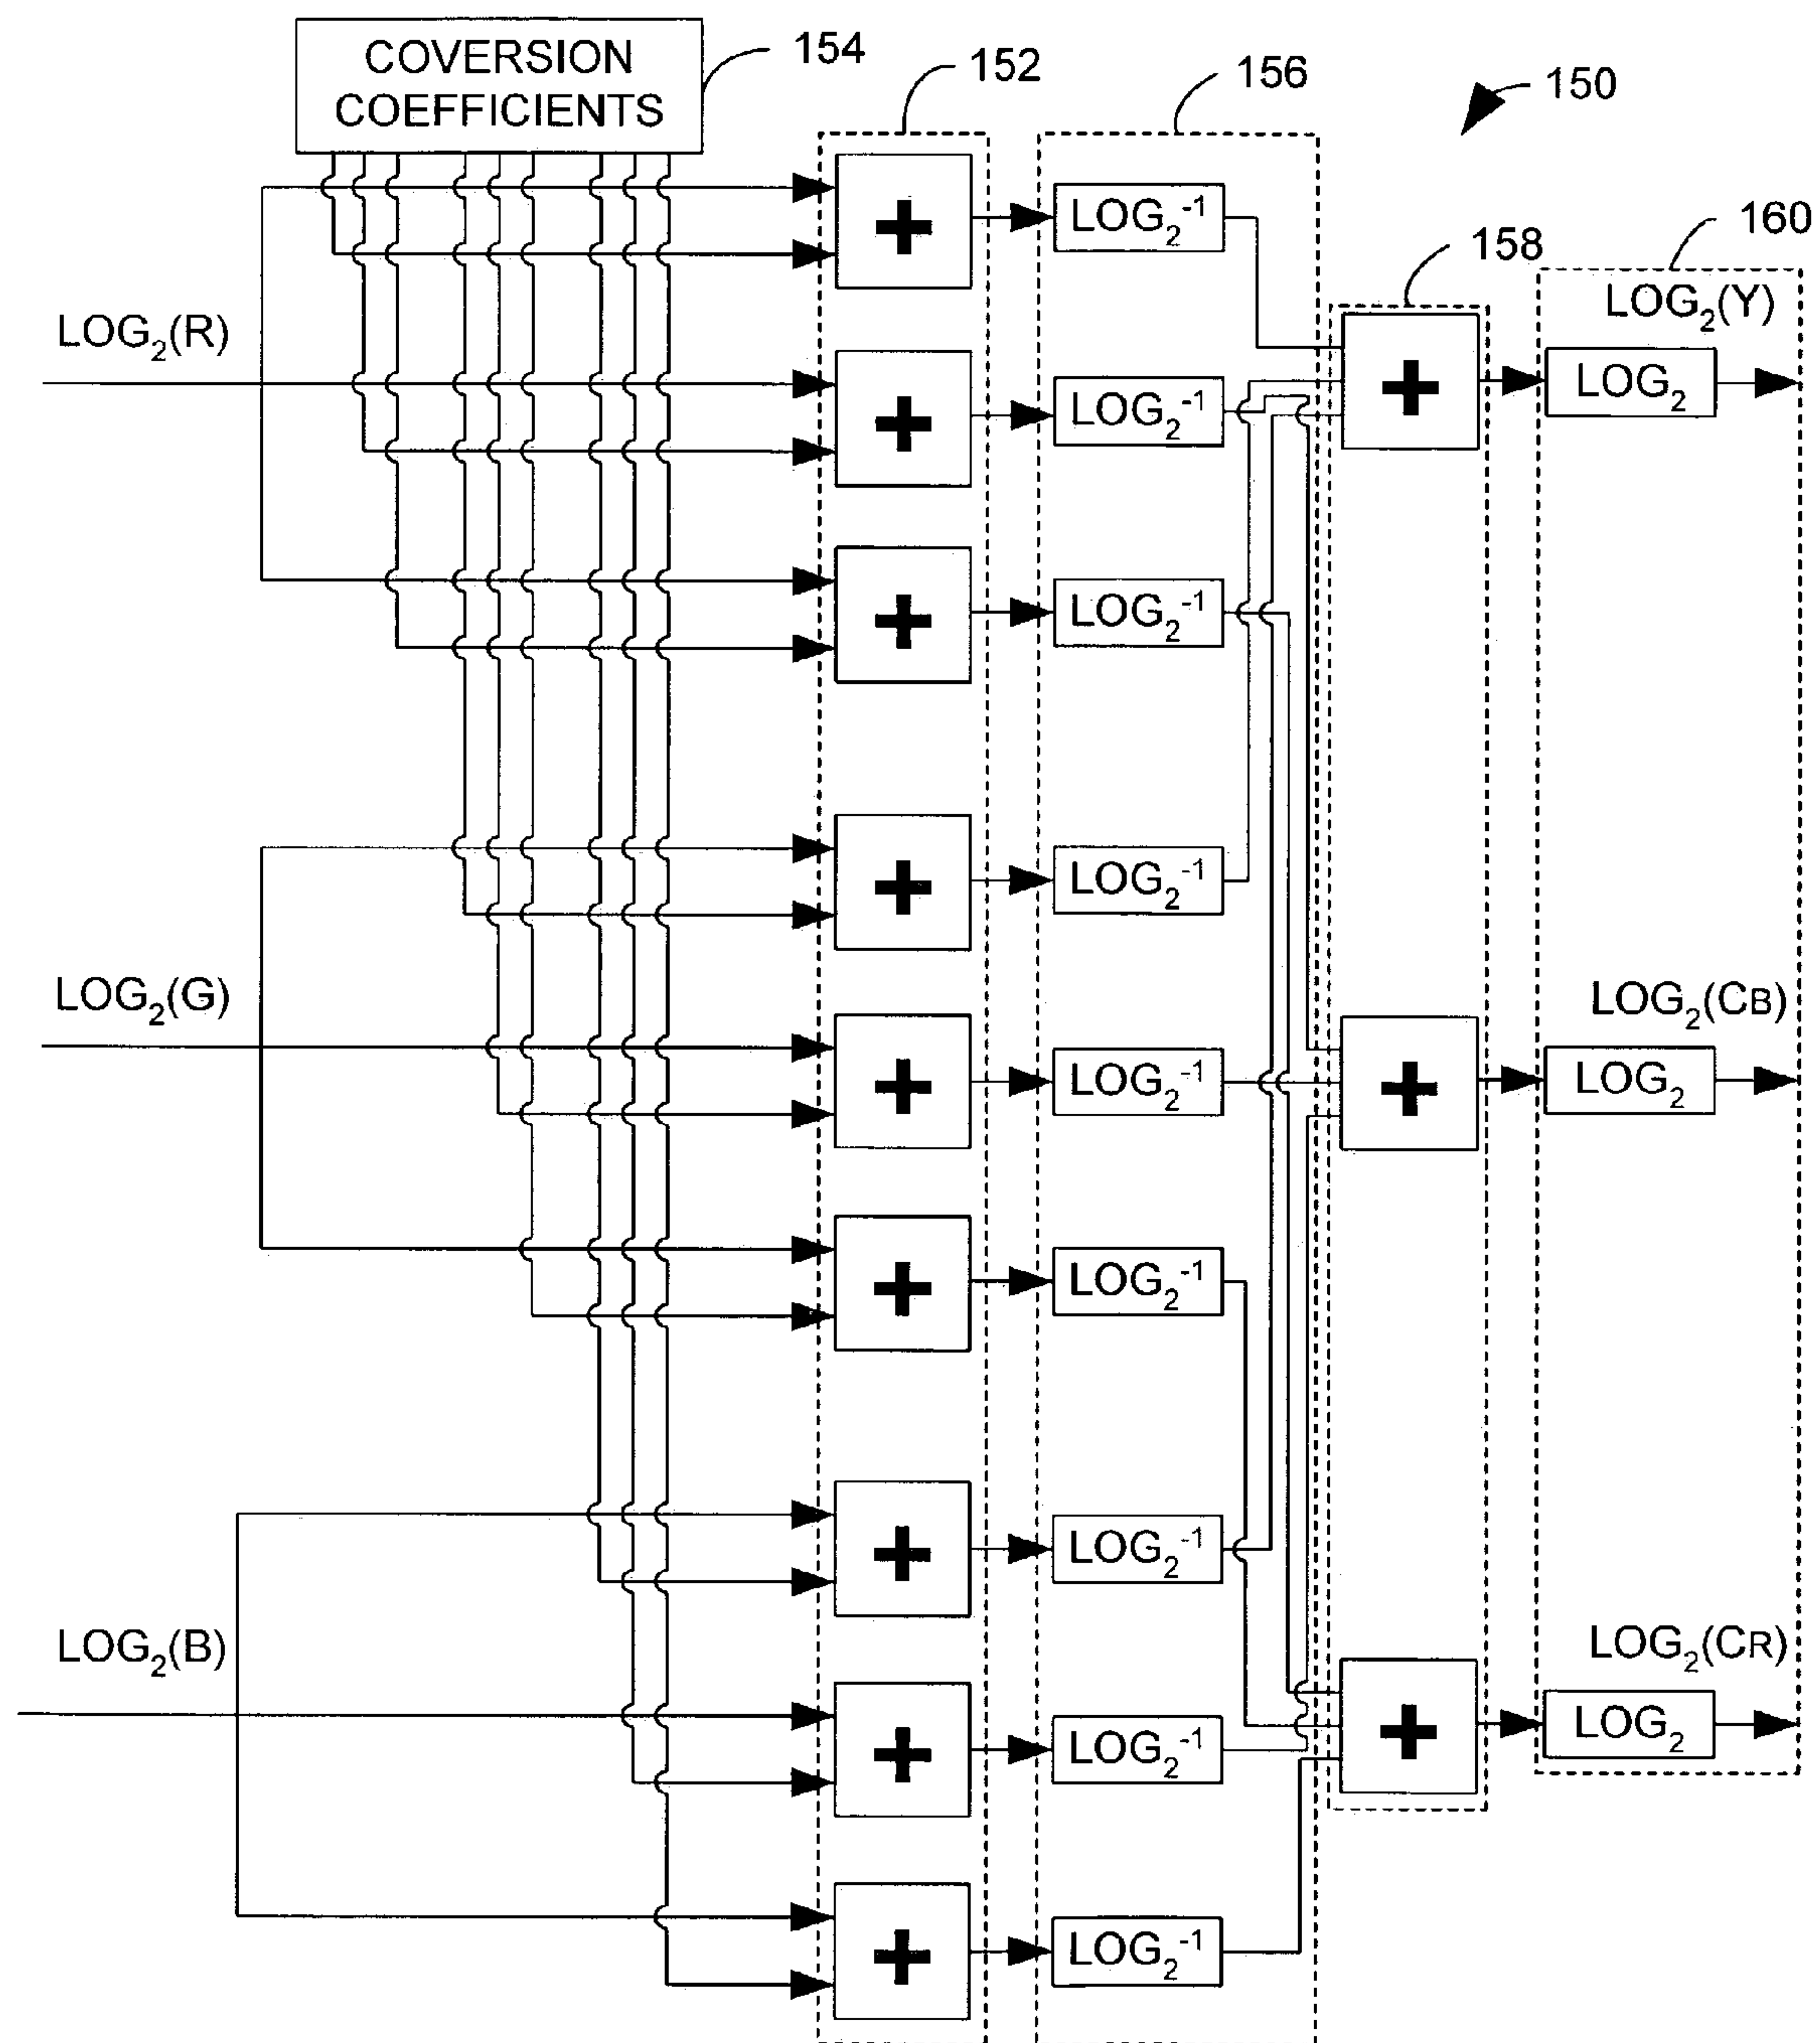 COVERSION
COEFFICIENTS
154
152
156
150
160
158
LOG₂(R)
LOG₂(G)
LOG₂(B)
+
+
+
+
+
+
+
+
+
LOG₂⁻¹
LOG₂⁻¹
LOG₂⁻¹
LOG₂⁻¹
LOG₂⁻¹
LOG₂⁻¹
LOG₂⁻¹
LOG₂⁻¹
LOG₂⁻¹
+
+
+
LOG₂(Y)
LOG₂
LOG₂(CB)
LOG₂
LOG₂(CR)
LOG₂